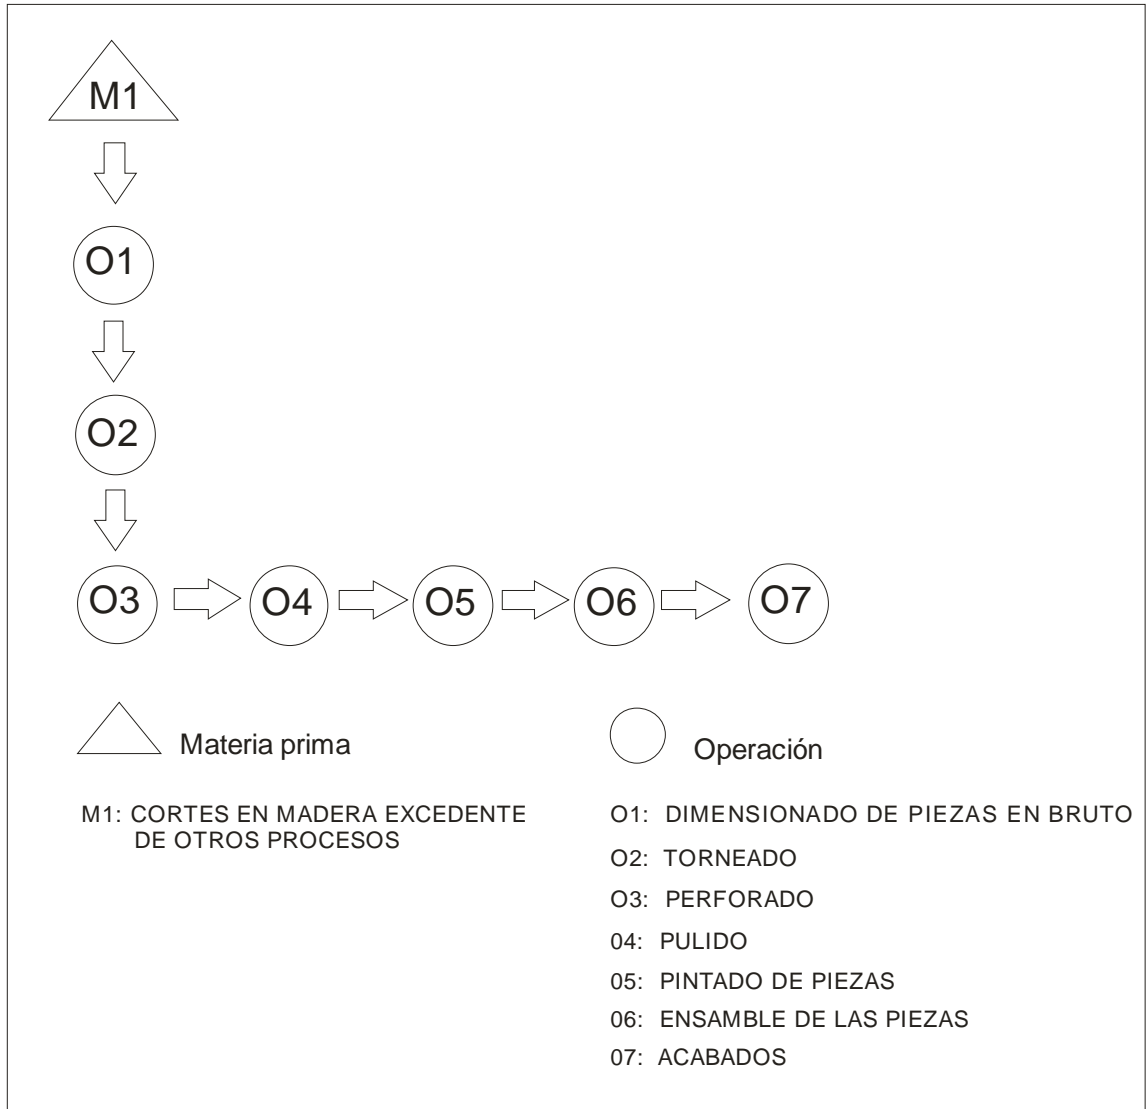 M1
O1
O2
O3 O4 O5 O6 O7
Materia prima
Operación
M1: CORTES EN MADERA EXCEDENTE
DE OTROS PROCESOS
O1: DIMENSIONADO DE PIEZAS EN BRUTO
O2: TORNEADO
O3: PERFORADO
04: PULIDO
05: PINTADO DE PIEZAS
06: ENSAMBLE DE LAS PIEZAS
07: ACABADOS